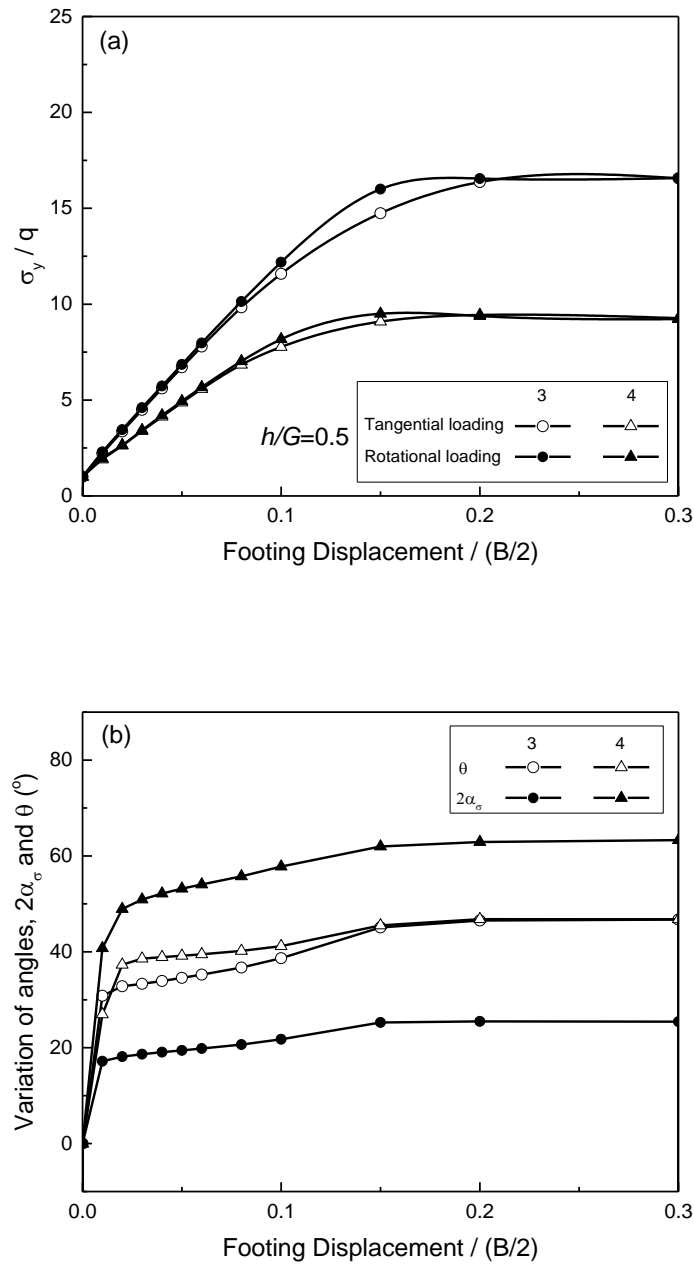 (a)
25
20
15
10
5
0
σy / q
h/G=0.5
3 4
Tangential loading
Rotational loading
0.0 0.1 0.2 0.3
Footing Displacement / (B/2)
(b)
80
60
40
20
0
Variation of angles, 2ασ and θ (°)
3 4
θ
2ασ
0.0 0.1 0.2 0.3
Footing Displacement / (B/2)